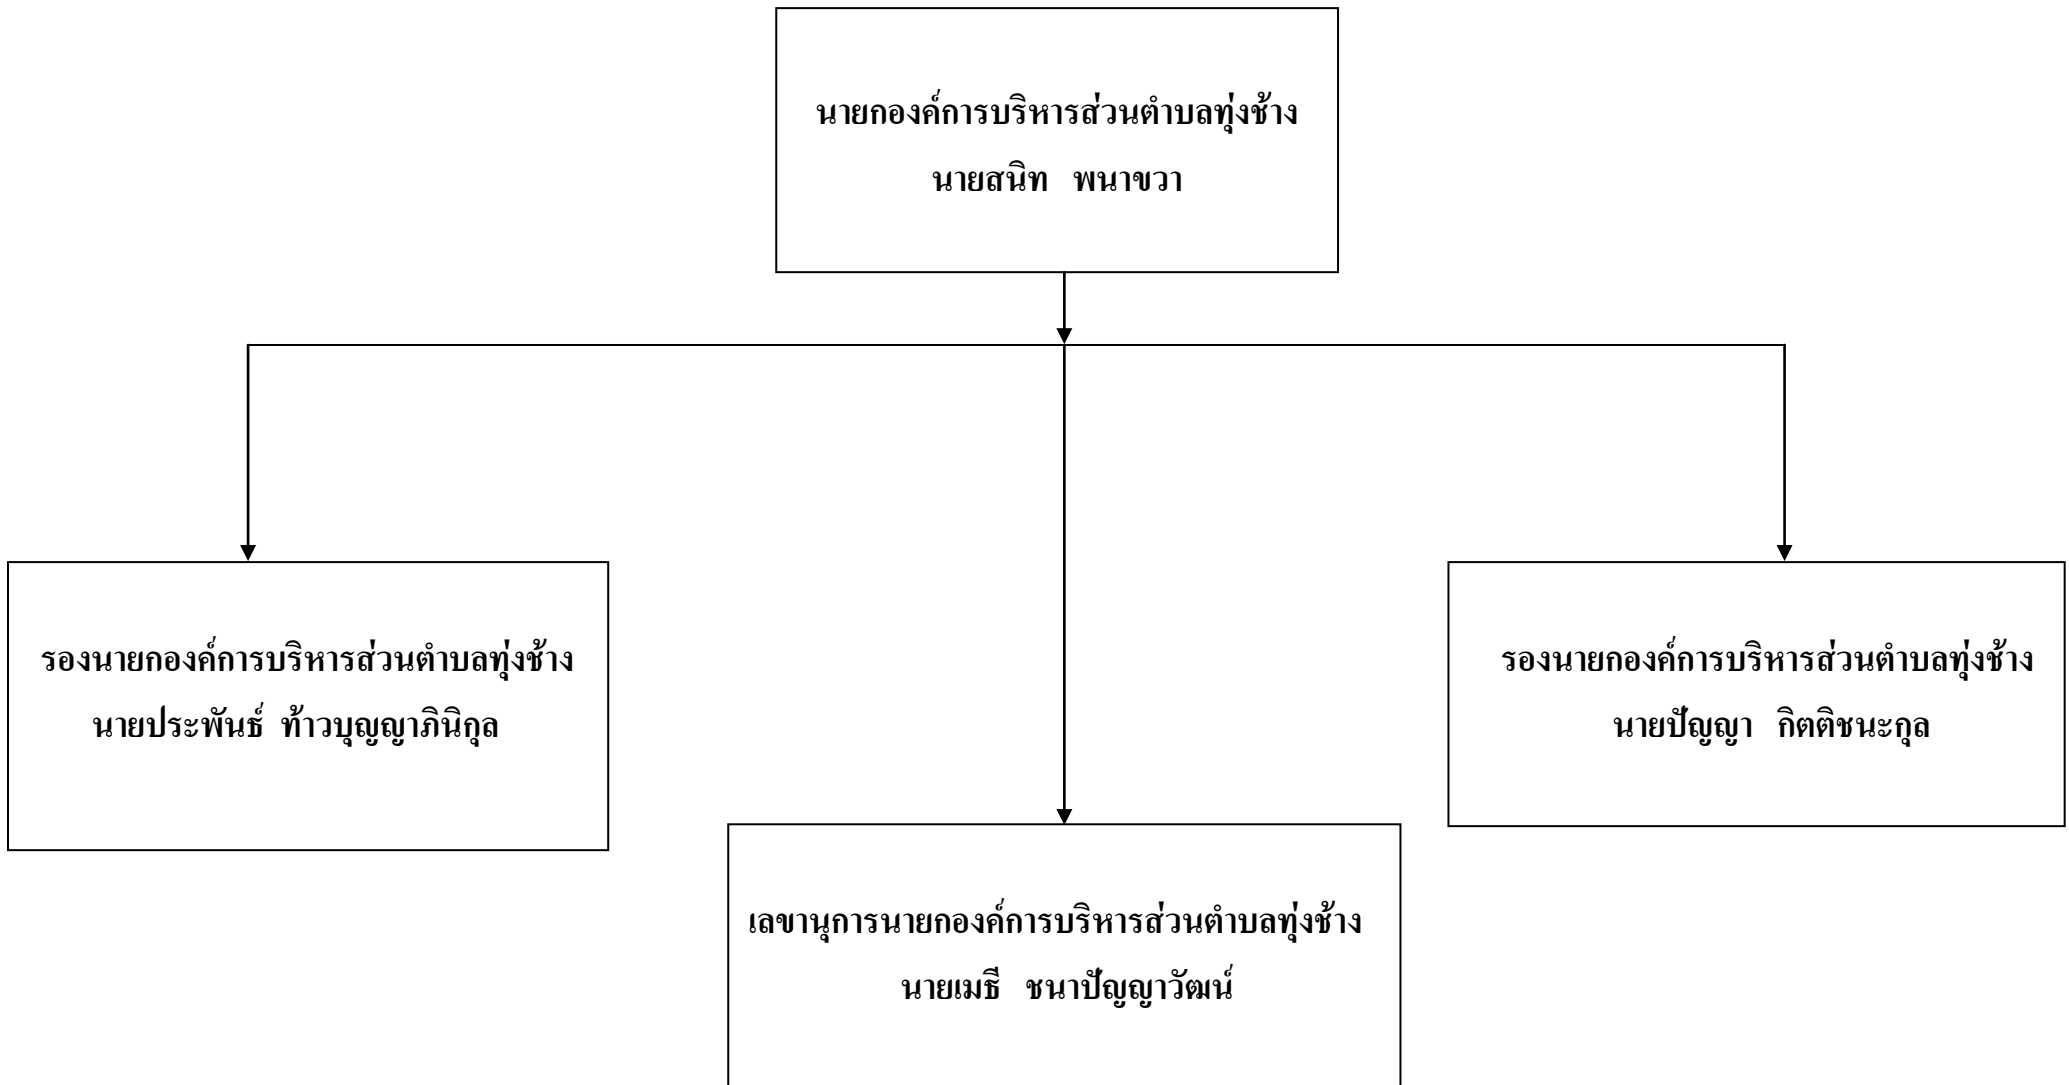 นายกองค์การบริหารส่วนตำบลทุ่งช้าง
นายสนิท พนาขวา
รองนายกองค์การบริหารส่วนตำบลทุ่งช้าง
นายประพันธ์ ท้าวบุญญาภินิกุล
รองนายกองค์การบริหารส่วนตำบลทุ่งช้าง
นายปัญญา กิตติชนะกุล
เลขานุการนายกองค์การบริหารส่วนตำบลทุ่งช้าง
นายเมธี ชนาปัญญาวัฒน์